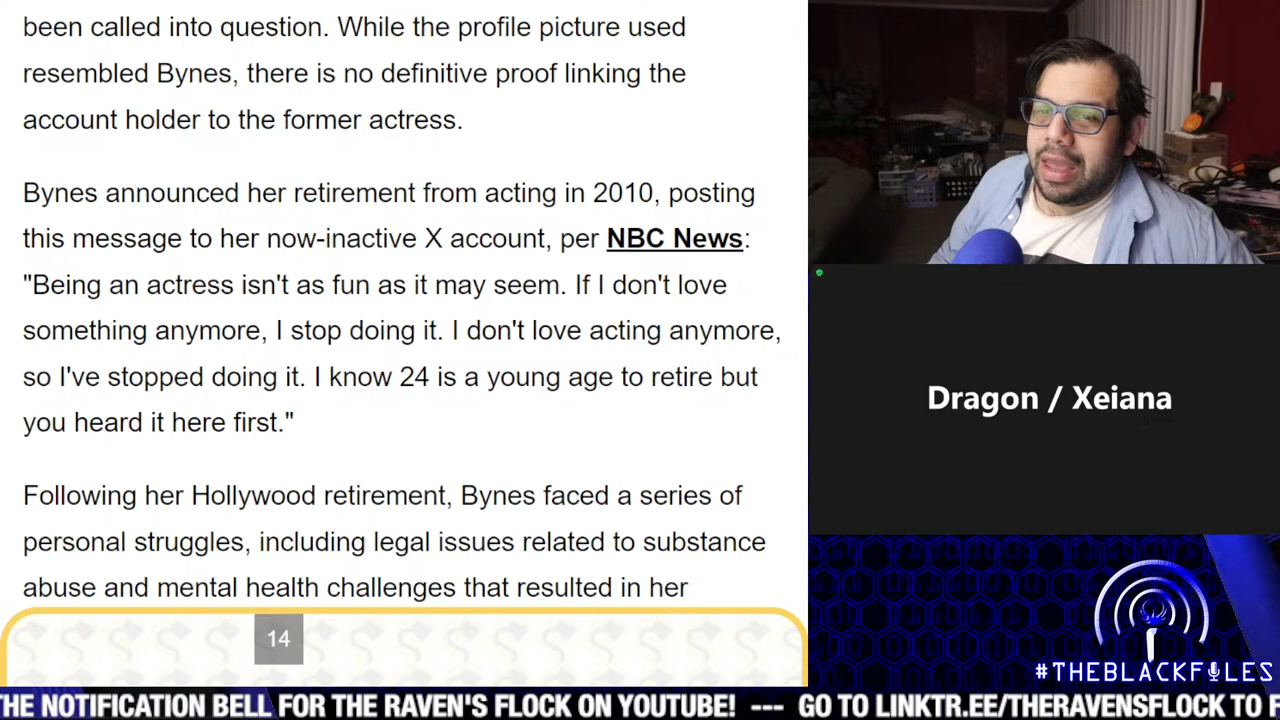 been called into question. While the profile picture used
resembled Bynes, there is no definitive proof linking the
account holder to the former actress.
Bynes announced her retirement from acting in 2010, posting
this message to her now-inactive X account, per NBC News:
"Being an actress isn't as fun as it may seem. If I don't love
something anymore, I stop doing it. I don't love acting anymore,
so I've stopped doing it. I know 24 is a young age to retire but
you heard it here first."
Following her Hollywood retirement, Bynes faced a series of
personal struggles, including legal issues related to substance
abuse and mental health challenges that resulted in her
14
Dragon / Xeiana
#THEBLACKFILES
THE NOTIFICATION BELL FOR THE RAVEN'S FLOCK ON YOUTUBE! --- GO TO LINKTR.EE/THERAVENSFLOCK TO F